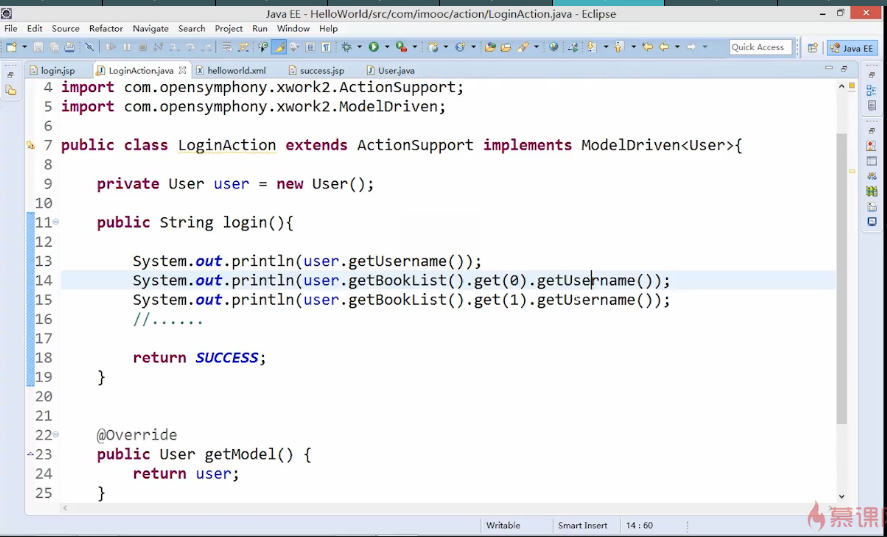 Java EE - HelloWorld/src/com/imooc/action/LoginAction.java - Eclipse
File Edit Source Refactor Navigate Search Project Run Window Help
Quick Access Java EE
login.jsp LoginAction.java helloworld.xml success.jsp User.java
4 import com.opensymphony.xwork2.ActionSupport;
5 import com.opensymphony.xwork2.ModelDriven;
6
7 public class LoginAction extends ActionSupport implements ModelDriven<User>{
8
9 private User user = new User();
10
11 public String login(){
12
13 System.out.println(user.getUsername());
14 System.out.println(user.getBookList().get(0).getUsername());
15 System.out.println(user.getBookList().get(1).getUsername());
16 //......
17
18 return SUCCESS;
19 }
20
21
22 @Override
23 public User getModel() {
24 return user;
25 }
Writable Smart Insert 14 : 60
慕课